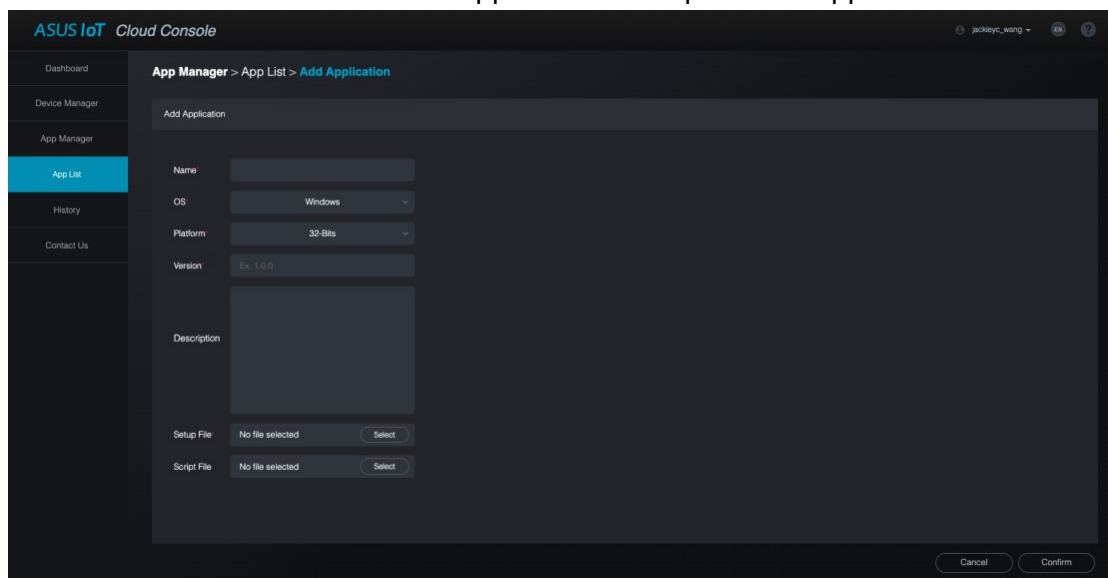 ASUS IoT Cloud Console
jackieyc_wang
EN
?
Dashboard
Device Manager
App Manager
App List
History
Contact Us
App Manager > App List > Add Application
Add Application
Name*
OS*
Windows
Platform*
32-Bits
Version*
Ex. 1.0.0
Description
Setup File*
No file selected
Select
Script File
No file selected
Select
Cancel
Confirm